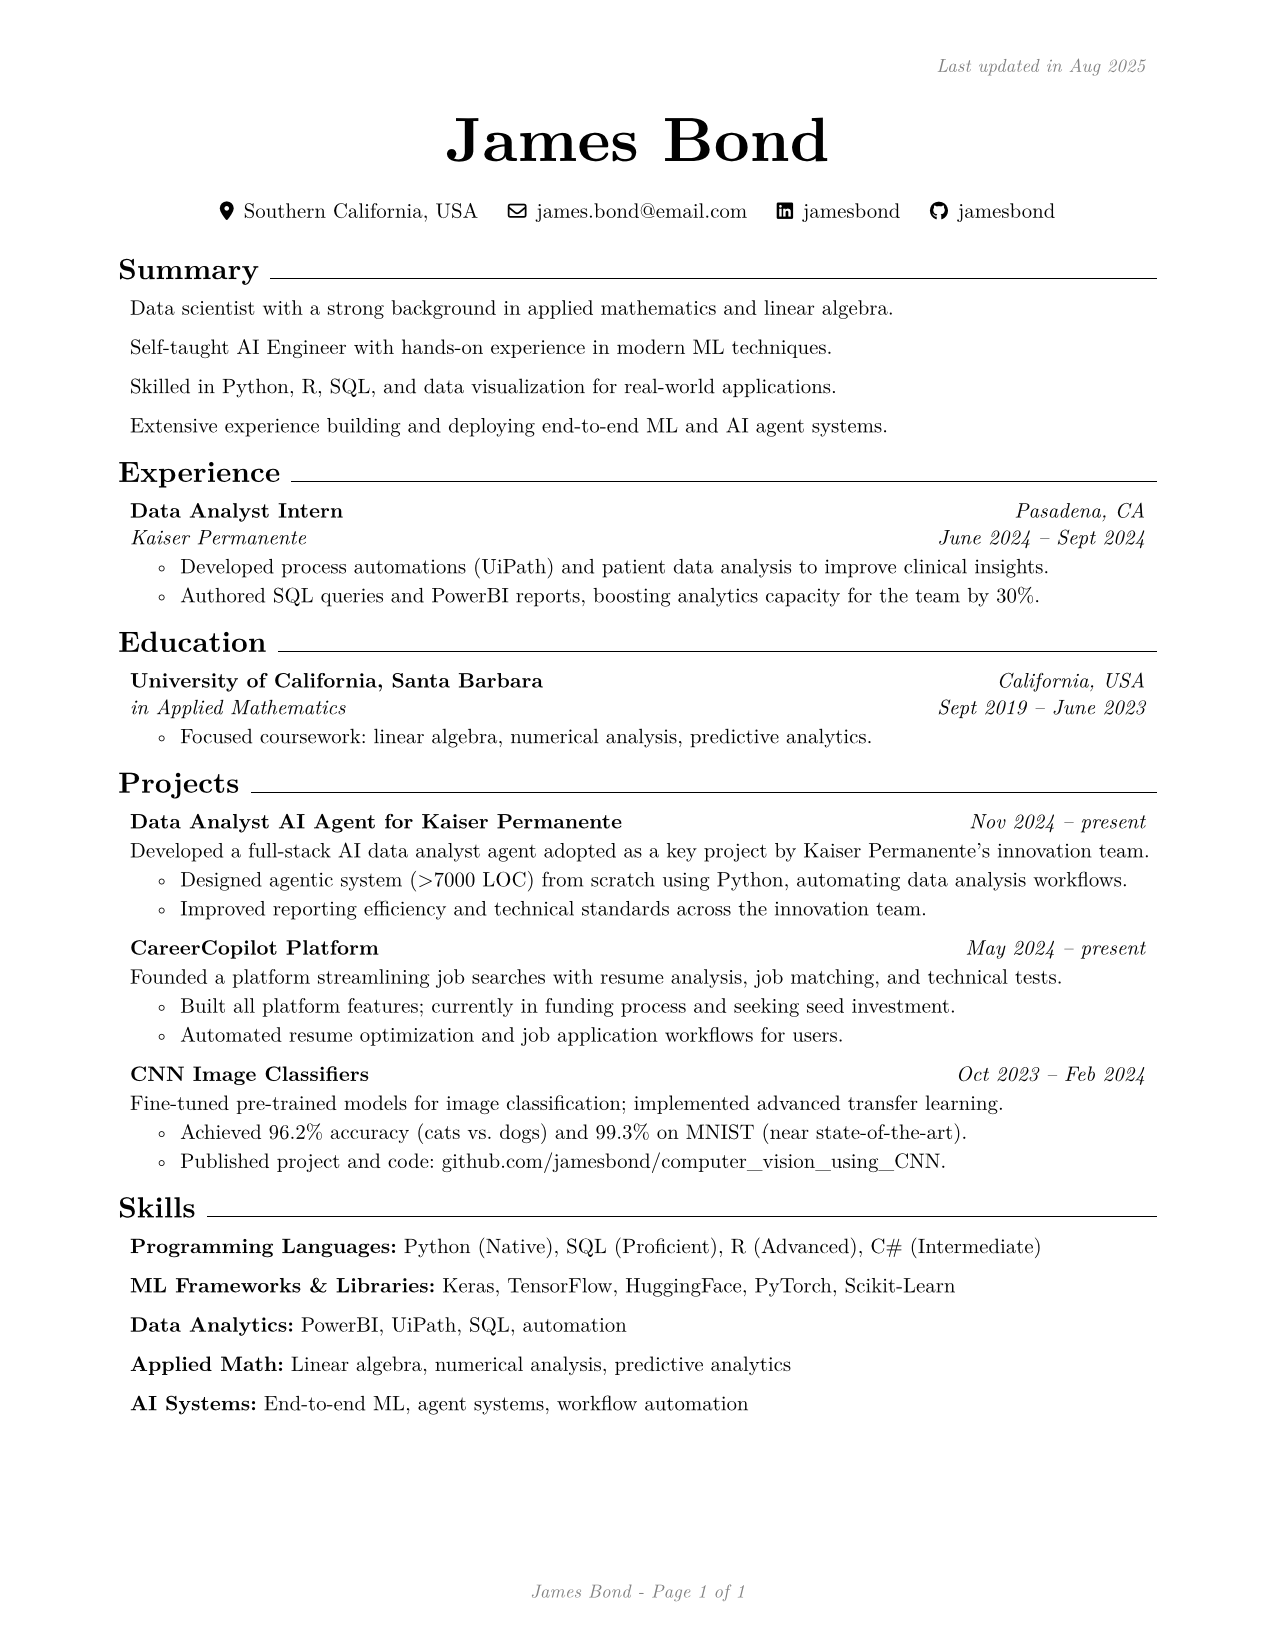 Last updated in Aug 2025
James Bond
Southern California, USA james.bond@email.com jamesbond jamesbond
Summary
Data scientist with a strong background in applied mathematics and linear algebra.
Self-taught AI Engineer with hands-on experience in modern ML techniques.
Skilled in Python, R, SQL, and data visualization for real-world applications.
Extensive experience building and deploying end-to-end ML and AI agent systems.
Experience
Data Analyst Intern Pasadena, CA
Kaiser Permanente June 2024 – Sept 2024
◦ Developed process automations (UiPath) and patient data analysis to improve clinical insights.
◦ Authored SQL queries and PowerBI reports, boosting analytics capacity for the team by 30%.
Education
University of California, Santa Barbara California, USA
in Applied Mathematics Sept 2019 – June 2023
◦ Focused coursework: linear algebra, numerical analysis, predictive analytics.
Projects
Data Analyst AI Agent for Kaiser Permanente Nov 2024 – present
Developed a full-stack AI data analyst agent adopted as a key project by Kaiser Permanente's innovation team.
◦ Designed agentic system (>7000 LOC) from scratch using Python, automating data analysis workflows.
◦ Improved reporting efficiency and technical standards across the innovation team.
CareerCopilot Platform May 2024 – present
Founded a platform streamlining job searches with resume analysis, job matching, and technical tests.
◦ Built all platform features; currently in funding process and seeking seed investment.
◦ Automated resume optimization and job application workflows for users.
CNN Image Classifiers Oct 2023 – Feb 2024
Fine-tuned pre-trained models for image classification; implemented advanced transfer learning.
◦ Achieved 96.2% accuracy (cats vs. dogs) and 99.3% on MNIST (near state-of-the-art).
◦ Published project and code: github.com/jamesbond/computer_vision_using_CNN.
Skills
Programming Languages: Python (Native), SQL (Proficient), R (Advanced), C# (Intermediate)
ML Frameworks & Libraries: Keras, TensorFlow, HuggingFace, PyTorch, Scikit-Learn
Data Analytics: PowerBI, UiPath, SQL, automation
Applied Math: Linear algebra, numerical analysis, predictive analytics
AI Systems: End-to-end ML, agent systems, workflow automation
James Bond - Page 1 of 1